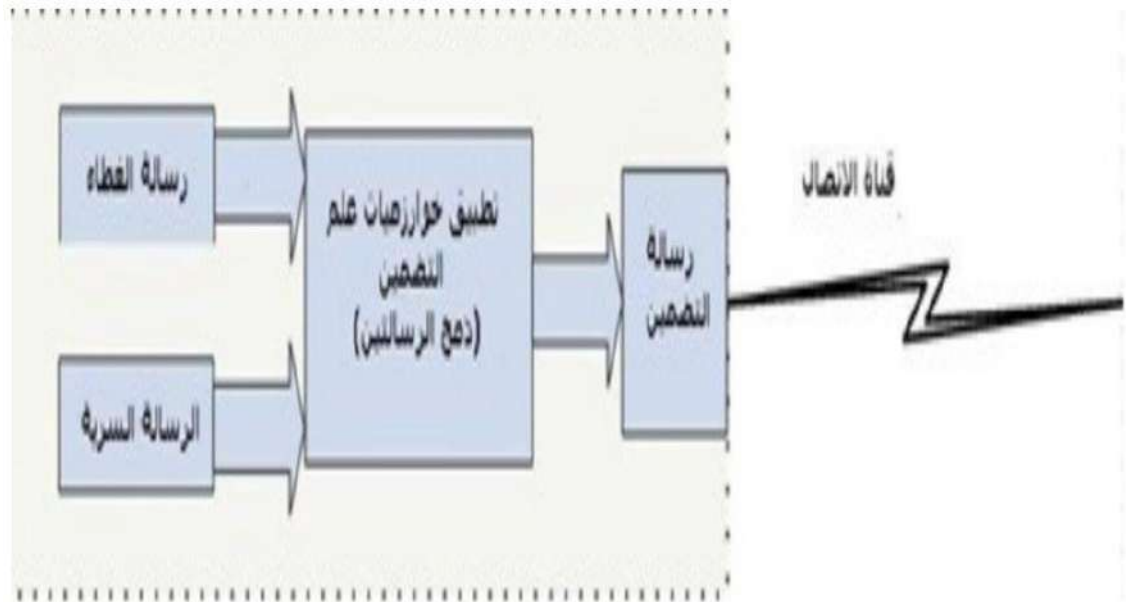 رسالة الغطاء
الرسالة السرية
تطبيق خوارزميات علم
التضمين
(دمج الرسالتين)
رسالة
التضمين
قناة الاتصال